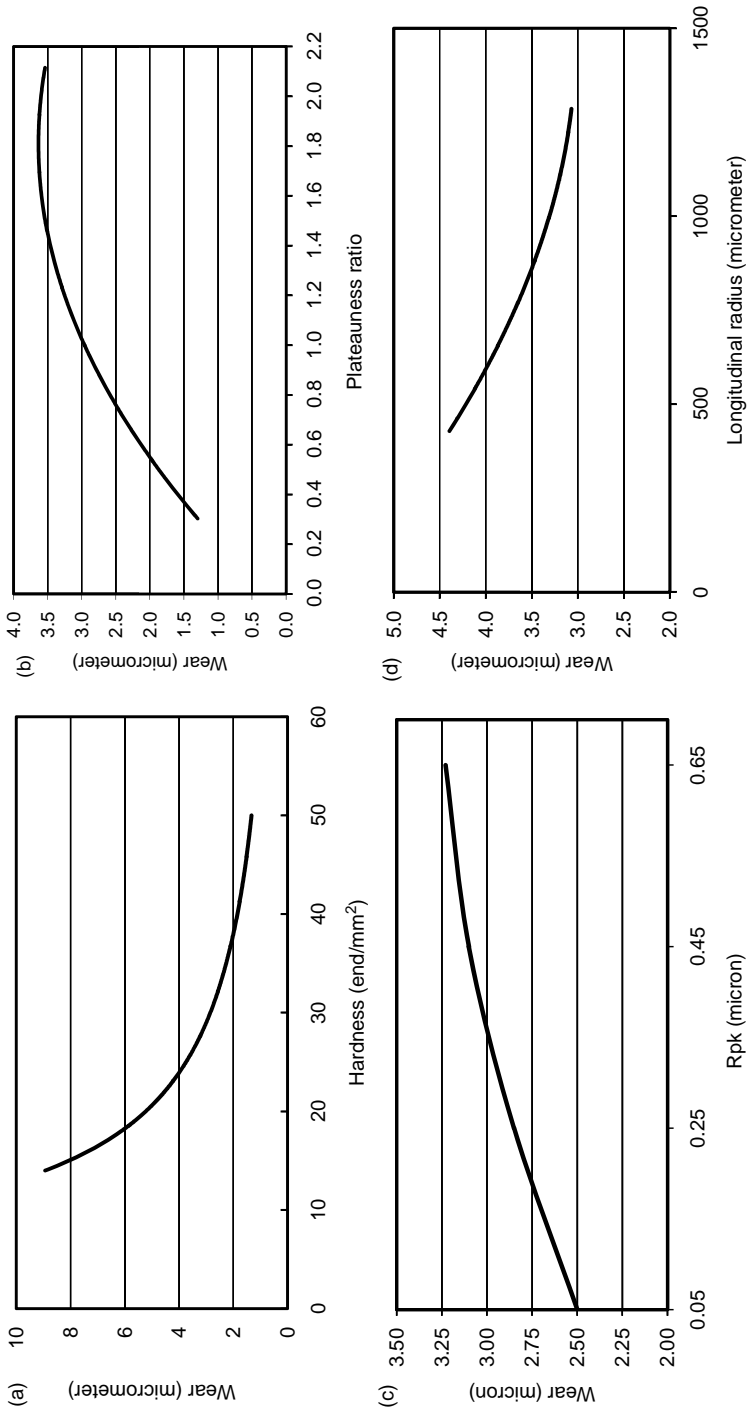 (a)
10
8
6
4
2
0
Wear (micrometer)
0 10 20 30 40 50 60
Hardness (end/mm²)
(b)
4.0
3.5
3.0
2.5
2.0
1.5
1.0
0.5
0.0
Wear (micrometer)
0.0 0.2 0.4 0.6 0.8 1.0 1.2 1.4 1.6 1.8 2.0 2.2
Plateauness ratio
(c)
3.50
3.25
3.00
2.75
2.50
2.25
2.00
Wear (micron)
0.05 0.25 0.45 0.65
Rpk (micron)
(d)
5.0
4.5
4.0
3.5
3.0
2.5
2.0
Wear (micrometer)
0 500 1000 1500
Longitudinal radius (micrometer)